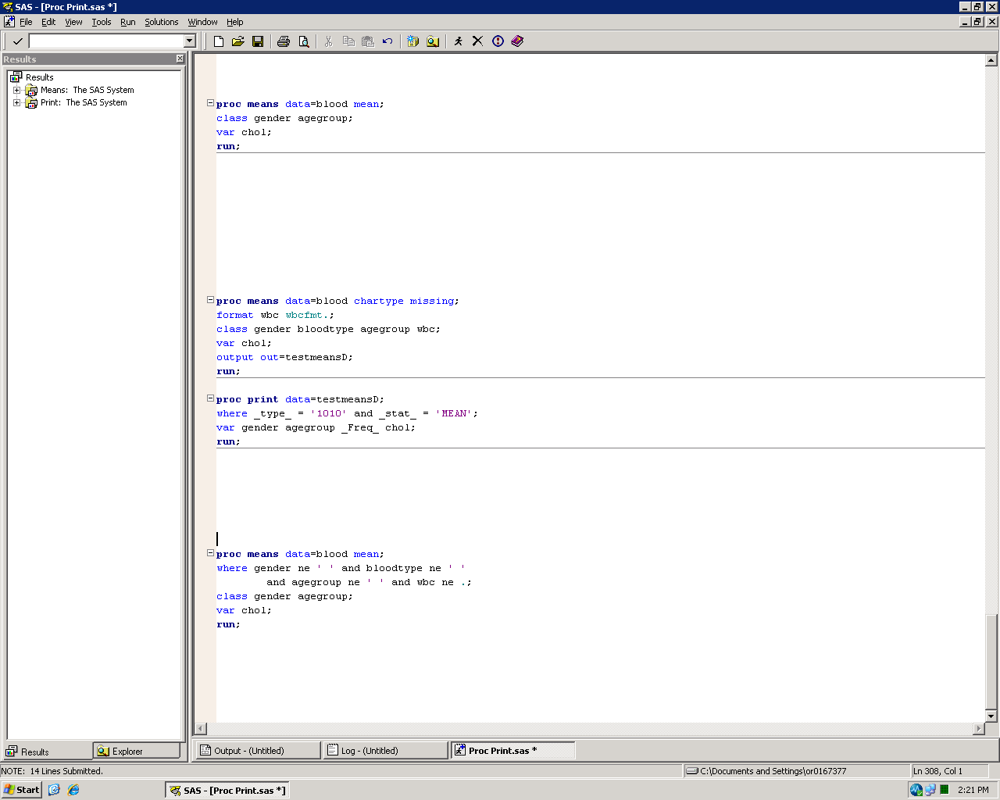 SAS - [Proc Print.sas *]
File Edit View Tools Run Solutions Window Help
Results
Results
Means: The SAS System
Print: The SAS System
proc means data=blood mean;
class gender agegroup;
var chol;
run;
proc means data=blood chartype missing;
format wbc wbcfmt.;
class gender bloodtype agegroup wbc;
var chol;
output out=testmeansD;
run;
proc print data=testmeansD;
where _type_ = '1010' and _stat_ = 'MEAN';
var gender agegroup _Freq_ chol;
run;
proc means data=blood mean;
where gender ne ' ' and bloodtype ne ' '
and agegroup ne ' ' and wbc ne .;
class gender agegroup;
var chol;
run;
Results Explorer
Output - (Untitled) Log - (Untitled) Proc Print.sas *
NOTE: 14 Lines Submitted. C:\Documents and Settings\or0167377 Ln 308, Col 1
Start SAS - [Proc Print.sas *] 2:21 PM